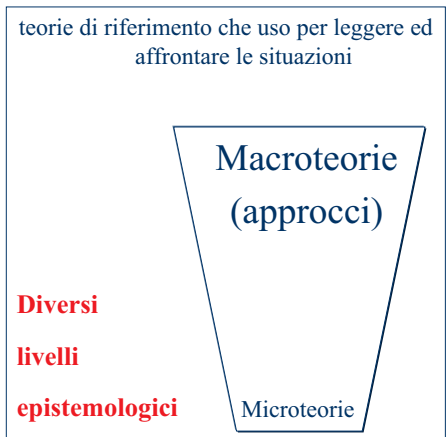 teorie di riferimento che uso per leggere ed
affrontare le situazioni
Macroteorie
(approcci)
Diversi
livelli
epistemologici
Microteorie